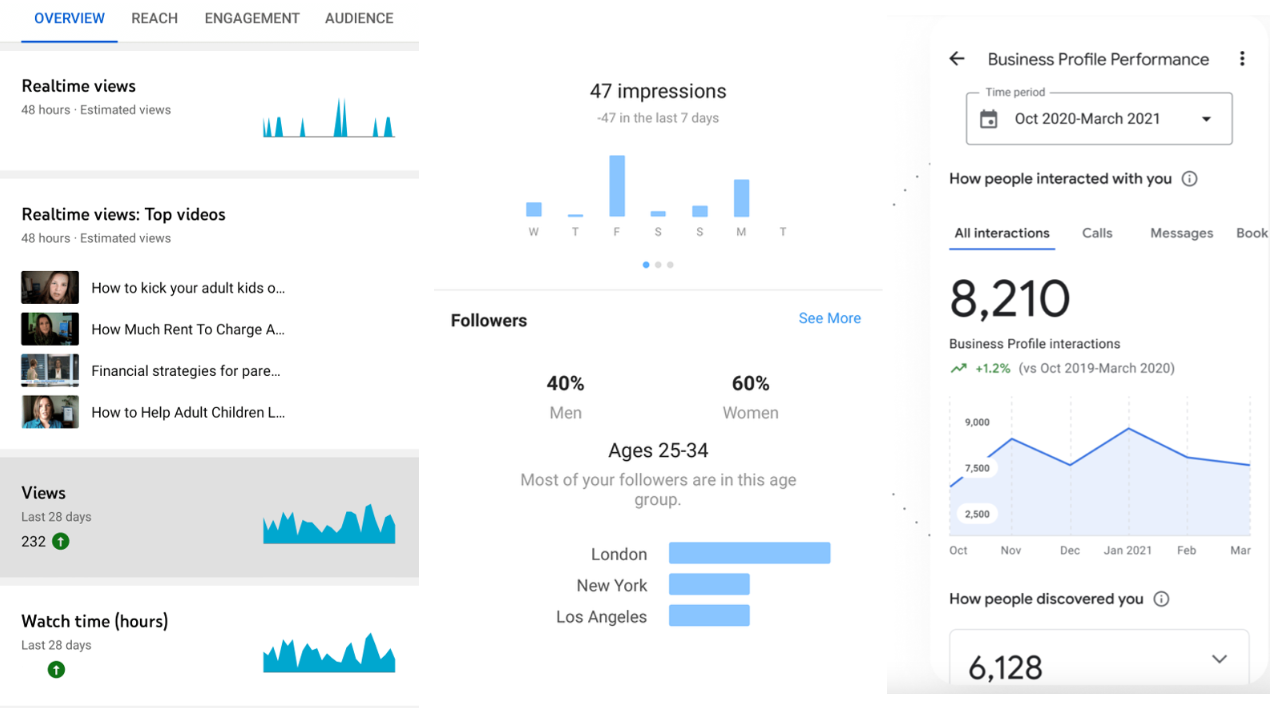 OVERVIEW REACH ENGAGEMENT AUDIENCE
Realtime views
48 hours · Estimated views
Realtime views: Top videos
48 hours · Estimated views
How to kick your adult kids o...
How Much Rent To Charge A...
Financial strategies for pare...
How to Help Adult Children L...
Views
Last 28 days
232
Watch time (hours)
Last 28 days
47 impressions
-47 in the last 7 days
W T F S S M T
Followers
See More
40% 60%
Men Women
Ages 25-34
Most of your followers are in this age
group.
London
New York
Los Angeles
Business Profile Performance
Time period
Oct 2020-March 2021
How people interacted with you
All interactions Calls Messages Book
8,210
Business Profile interactions
+1.2% (vs Oct 2019-March 2020)
9,000
7,500
2,500
Oct Nov Dec Jan 2021 Feb Mar
How people discovered you
6,128